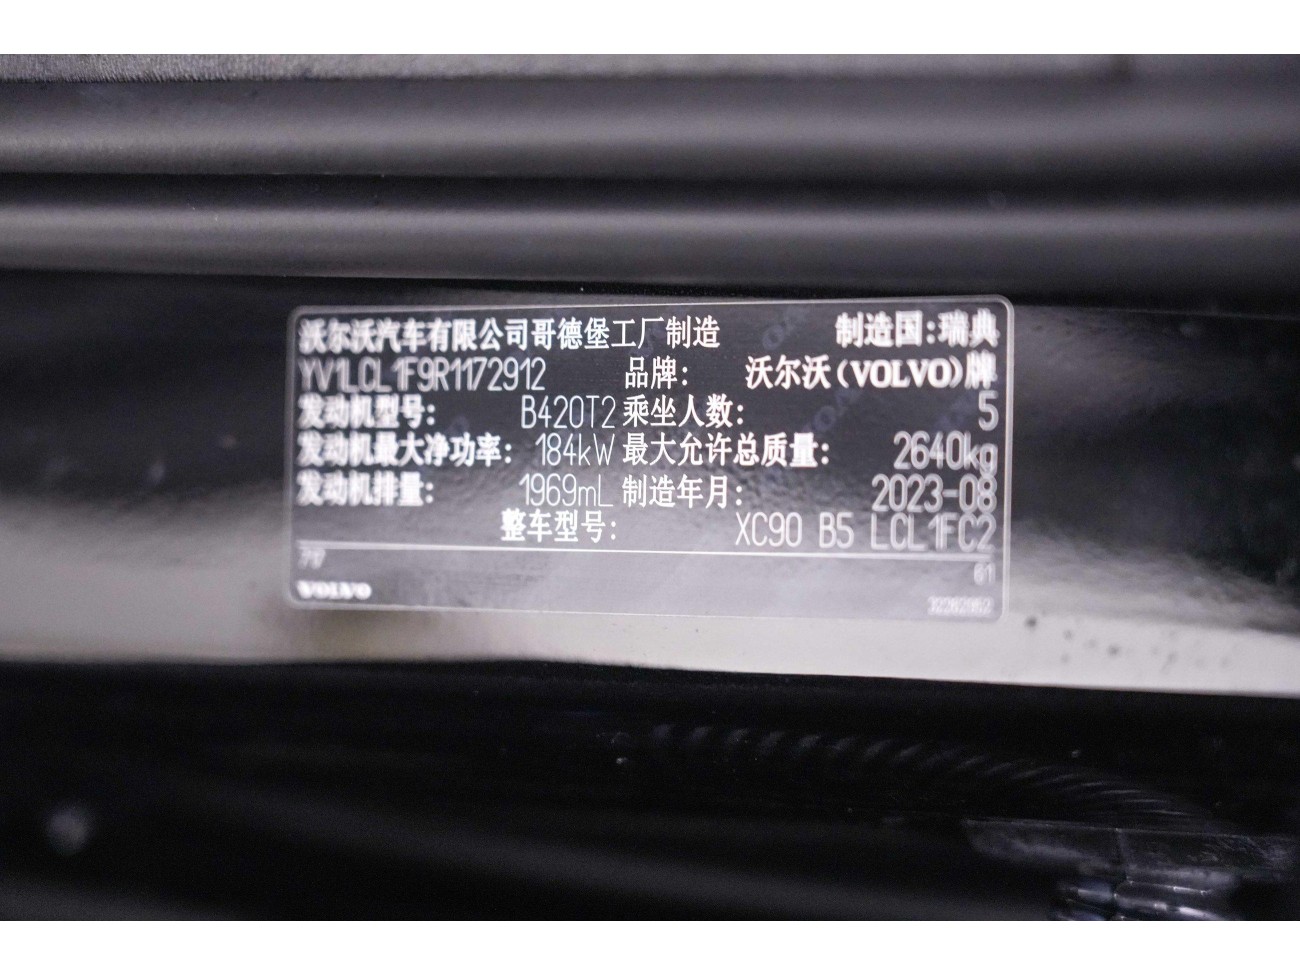 沃尔沃汽车有限公司哥德堡工厂制造 制造国:瑞典
YV1LCL1F9R1172912 品牌: 沃尔沃(VOLVO)牌
发动机型号: B420T2 乘坐人数: 5
发动机最大净功率: 184kW 最大允许总质量: 2640kg
发动机排量: 1969mL 制造年月: 2023-08
整车型号: XC90 B5 LCL1FC2
61
VOLVO